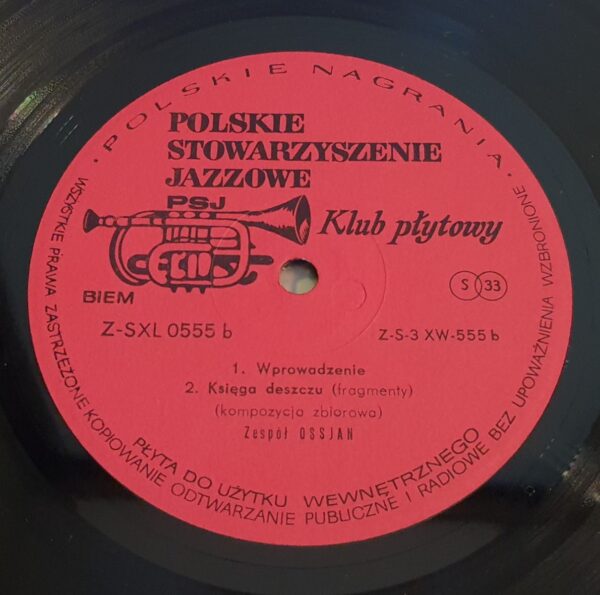 • POLSKIE NAGRANIA •
POLSKIE
STOWARZYSZENIE
JAZZOWE
PSJ
Klub płytowy
BIEM
S 33
Z-SXL 0555 b
Z-S-3 XW-555 b
1. Wprowadzenie
2. Księga deszczu (fragmenty)
(kompozycja zbiorowa)
Zespół OSSJAN
PŁYTA DO UŻYTKU WEWNĘTRZNEGO
WSZYSTKIE PRAWA ZASTRZEŻONE KOPIOWANIE ODTWARZANIE PUBLICZNE I RADIOWE BEZ UPOWAŻNIENIA WZBRONIONE